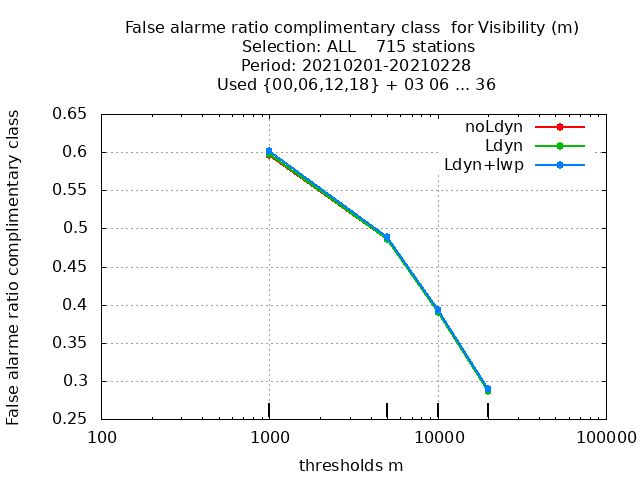 False alarme ratio complimentary class  for Visibility (m)
Selection: ALL    715 stations
Period: 20210201-20210228
Used {00,06,12,18} + 03 06 ... 36
False alarme ratio complimentary class
0.65
0.6
0.55
0.5
0.45
0.4
0.35
0.3
0.25
noLdyn
Ldyn
Ldyn+lwp
100 1000 10000 100000
thresholds m